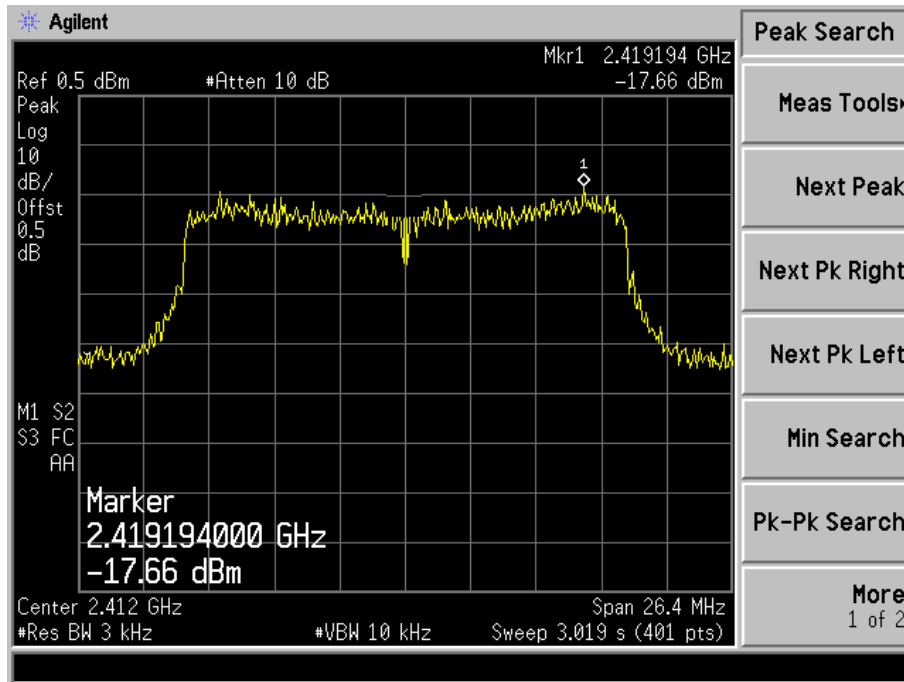 Agilent
Peak Search
Mkr1 2.419194 GHz
Ref 0.5 dBm #Atten 10 dB -17.66 dBm
Peak
Log
10
dB/
Offst
0.5
dB
1
M1 S2
S3 FC
AA
Marker
2.419194000 GHz
-17.66 dBm
Center 2.412 GHz Span 26.4 MHz
#Res BW 3 kHz #VBW 10 kHz Sweep 3.019 s (401 pts)
Meas Tools
Next Peak
Next Pk Right
Next Pk Left
Min Search
Pk-Pk Search
More
1 of 2